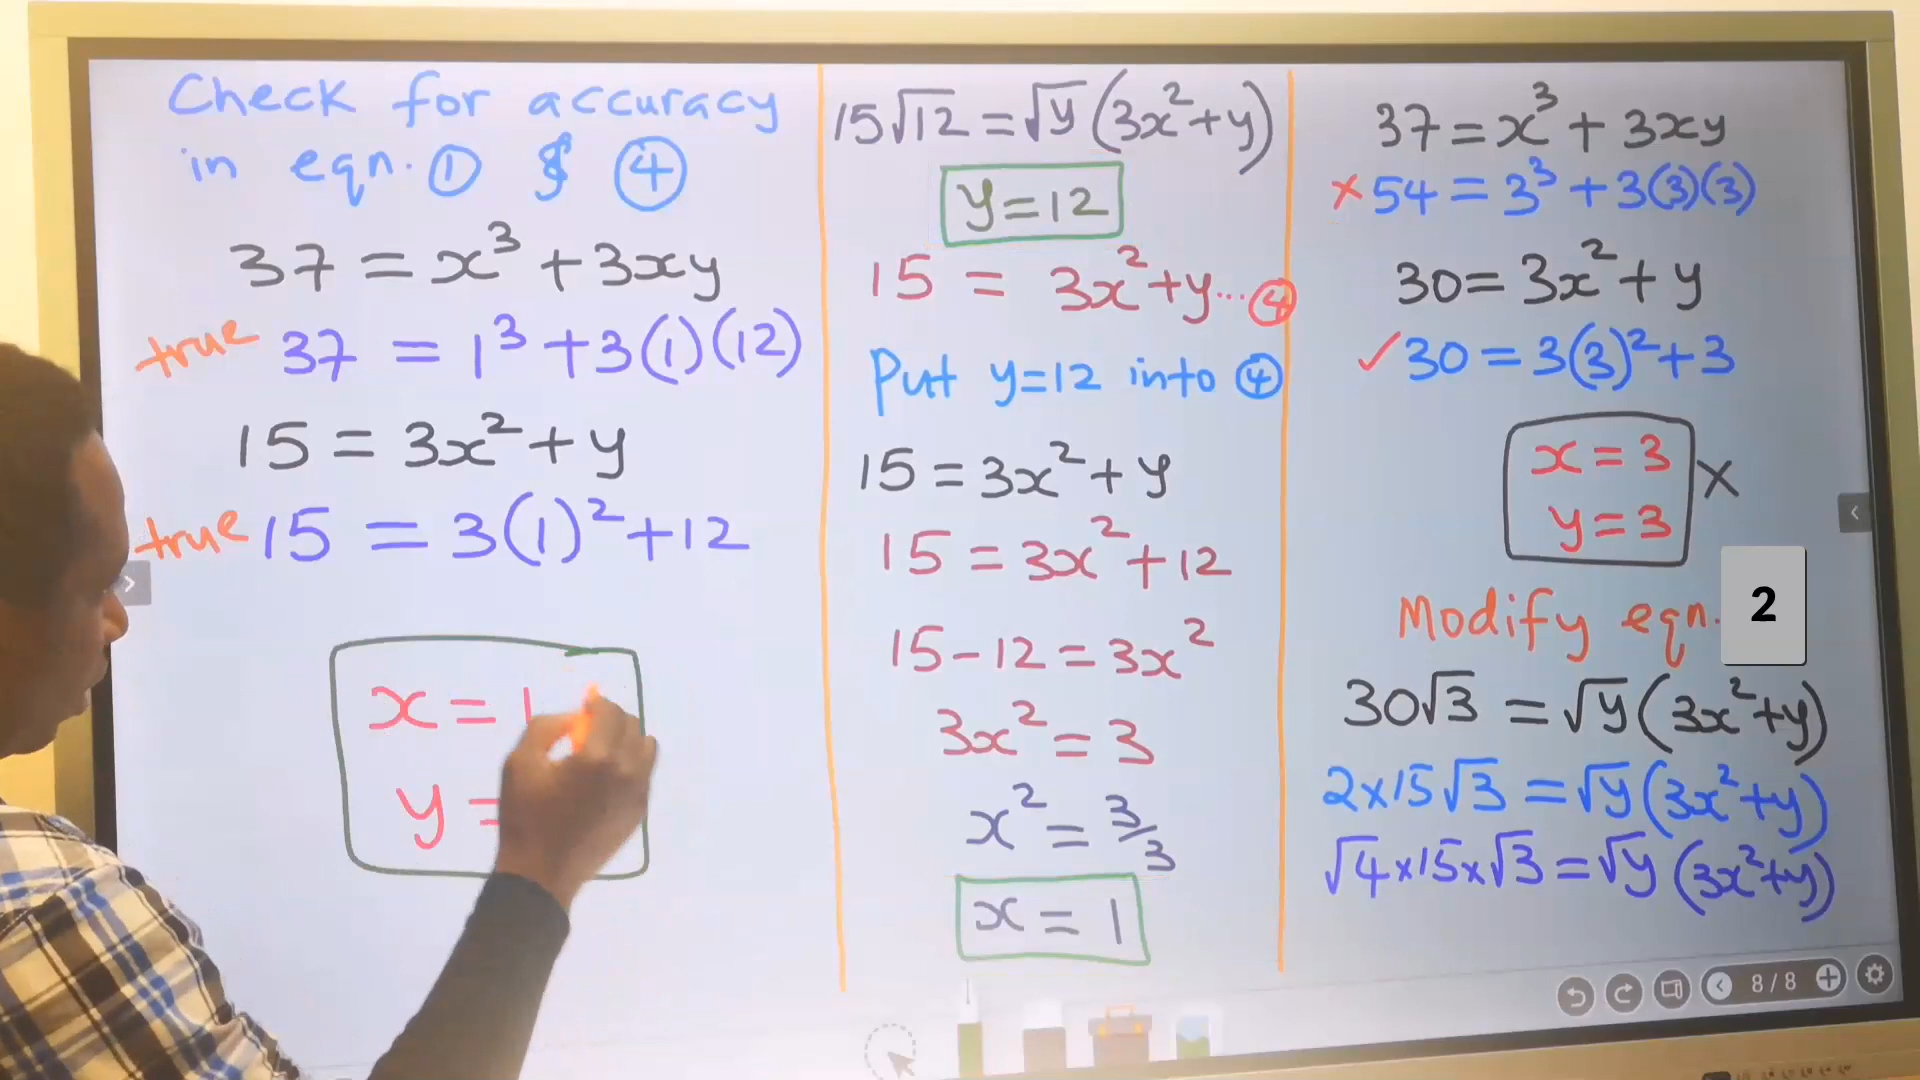 Check for accuracy
in eqn. ① & ④
37 = x³ + 3xy
true 37 = 1³ + 3(1)(12)
15 = 3x² + y
true 15 = 3(1)² + 12
x = 1
y =
15√12 = √y (3x² + y)
y = 12
15 = 3x² + y ... ④
Put y=12 into ④
15 = 3x² + y
15 = 3x² + 12
15 - 12 = 3x²
3x² = 3
x² = 3/3
x = 1
37 = x³ + 3xy
× 54 = 3³ + 3(3)(3)
30 = 3x² + y
✓ 30 = 3(3)² + 3
x = 3
y = 3
×
Modify eqn. 2
30√3 = √y (3x² + y)
2×15√3 = √y (3x² + y)
√4×15×√3 = √y (3x² + y)
8/8